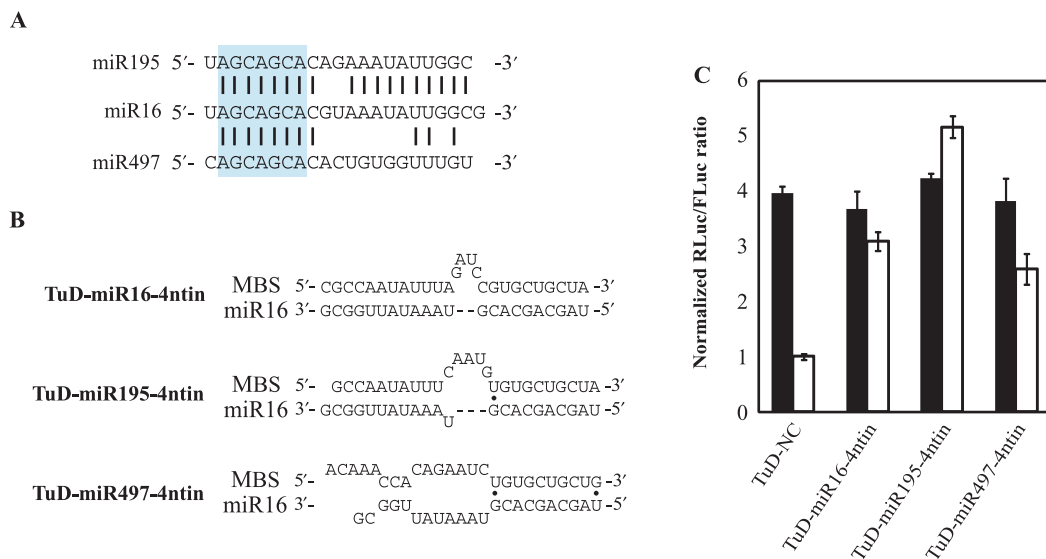 A
miR195 5′- UAGCAGCACAGAAAUAUUGGC -3′
miR16 5′- UAGCAGCACGUAAAUAUUGGCG -3′
miR497 5′- CAGCAGCACACUGUGGUUUGU -3′
B
TuD-miR16-4ntin
GAUC
MBS 5′- CGCCAAUAUUUA CGUGCUGCUA -3′
miR16 3′- GCGGUUAUAAAU--GCACGACGAU -5′
TuD-miR195-4ntin
CAAUG
MBS 5′- GCCAAUAUUU UGUGCUGCUA -3′
miR16 3′- GCGGUUAUAAA U ---GCACGACGAU -5′
TuD-miR497-4ntin
MBS 5′- ACAAA CCA CAGAAUC UGUGCUGCUG -3′
miR16 3′- GC GGU UAUAAAU GCACGACGAU -5′
C
Normalized RLuc/FLuc ratio
6
5
4
3
2
1
0
TuD-NC
TuD-miR16-4ntin
TuD-miR195-4ntin
TuD-miR497-4ntin